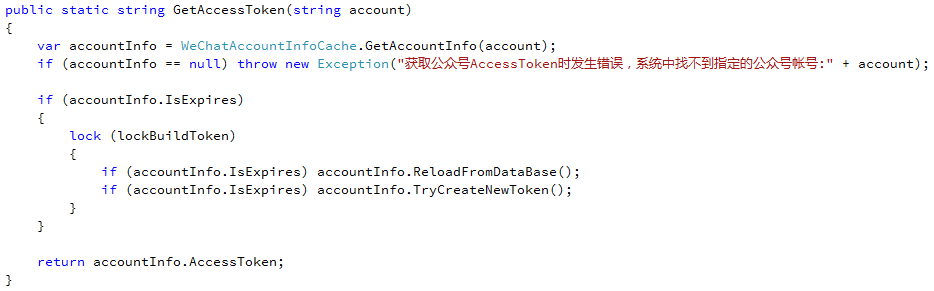 public static string GetAccessToken(string account)
{
    var accountInfo = WeChatAccountInfoCache.GetAccountInfo(account);
    if (accountInfo == null) throw new Exception("获取公众号AccessToken时发生错误，系统中找不到指定的公众号帐号:" + account);

    if (accountInfo.IsExpires)
    {
        lock (lockBuildToken)
        {
            if (accountInfo.IsExpires) accountInfo.ReloadFromDataBase();
            if (accountInfo.IsExpires) accountInfo.TryCreateNewToken();
        }
    }

    return accountInfo.AccessToken;
}